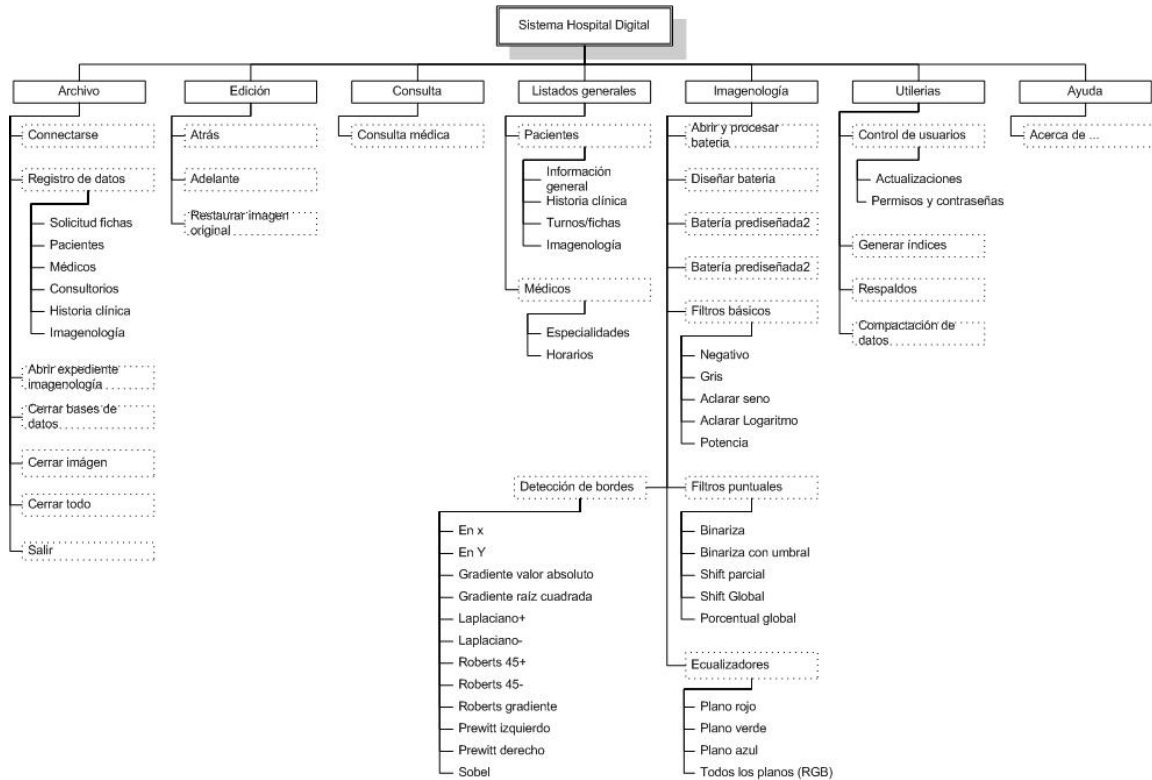 Sistema Hospital Digital
Archivo
Connectarse
Registro de datos
Solicitud fichas
Pacientes
Médicos
Consultorios
Historia clínica
Imagenología
Abrir expediente
imagenología
Cerrar bases de
datos
Cerrar imágen
Cerrar todo
Salir
Edición
Atrás
Adelante
Restaurar imagen
original
Consulta
Consulta médica
Listados generales
Pacientes
Información
general
Historia clínica
Turnos/fichas
Imagenología
Médicos
Especialidades
Horarios
Imagenología
Abrir y procesar
bateria
Diseñar bateria
Batería prediseñada2
Batería prediseñada2
Filtros básicos
Negativo
Gris
Aclarar seno
Aclarar Logaritmo
Potencia
Detección de bordes
En x
En Y
Gradiente valor absoluto
Gradiente raíz cuadrada
Laplaciano+
Laplaciano-
Roberts 45+
Roberts 45-
Roberts gradiente
Prewitt izquierdo
Prewitt derecho
Sobel
Filtros puntuales
Binariza
Binariza con umbral
Shift parcial
Shift Global
Porcentual global
Ecualizadores
Plano rojo
Plano verde
Plano azul
Todos los planos (RGB)
Utilerias
Control de usuarios
Actualizaciones
Permisos y contraseñas
Generar índices
Respaldos
Compactación de
datos
Ayuda
Acerca de ...